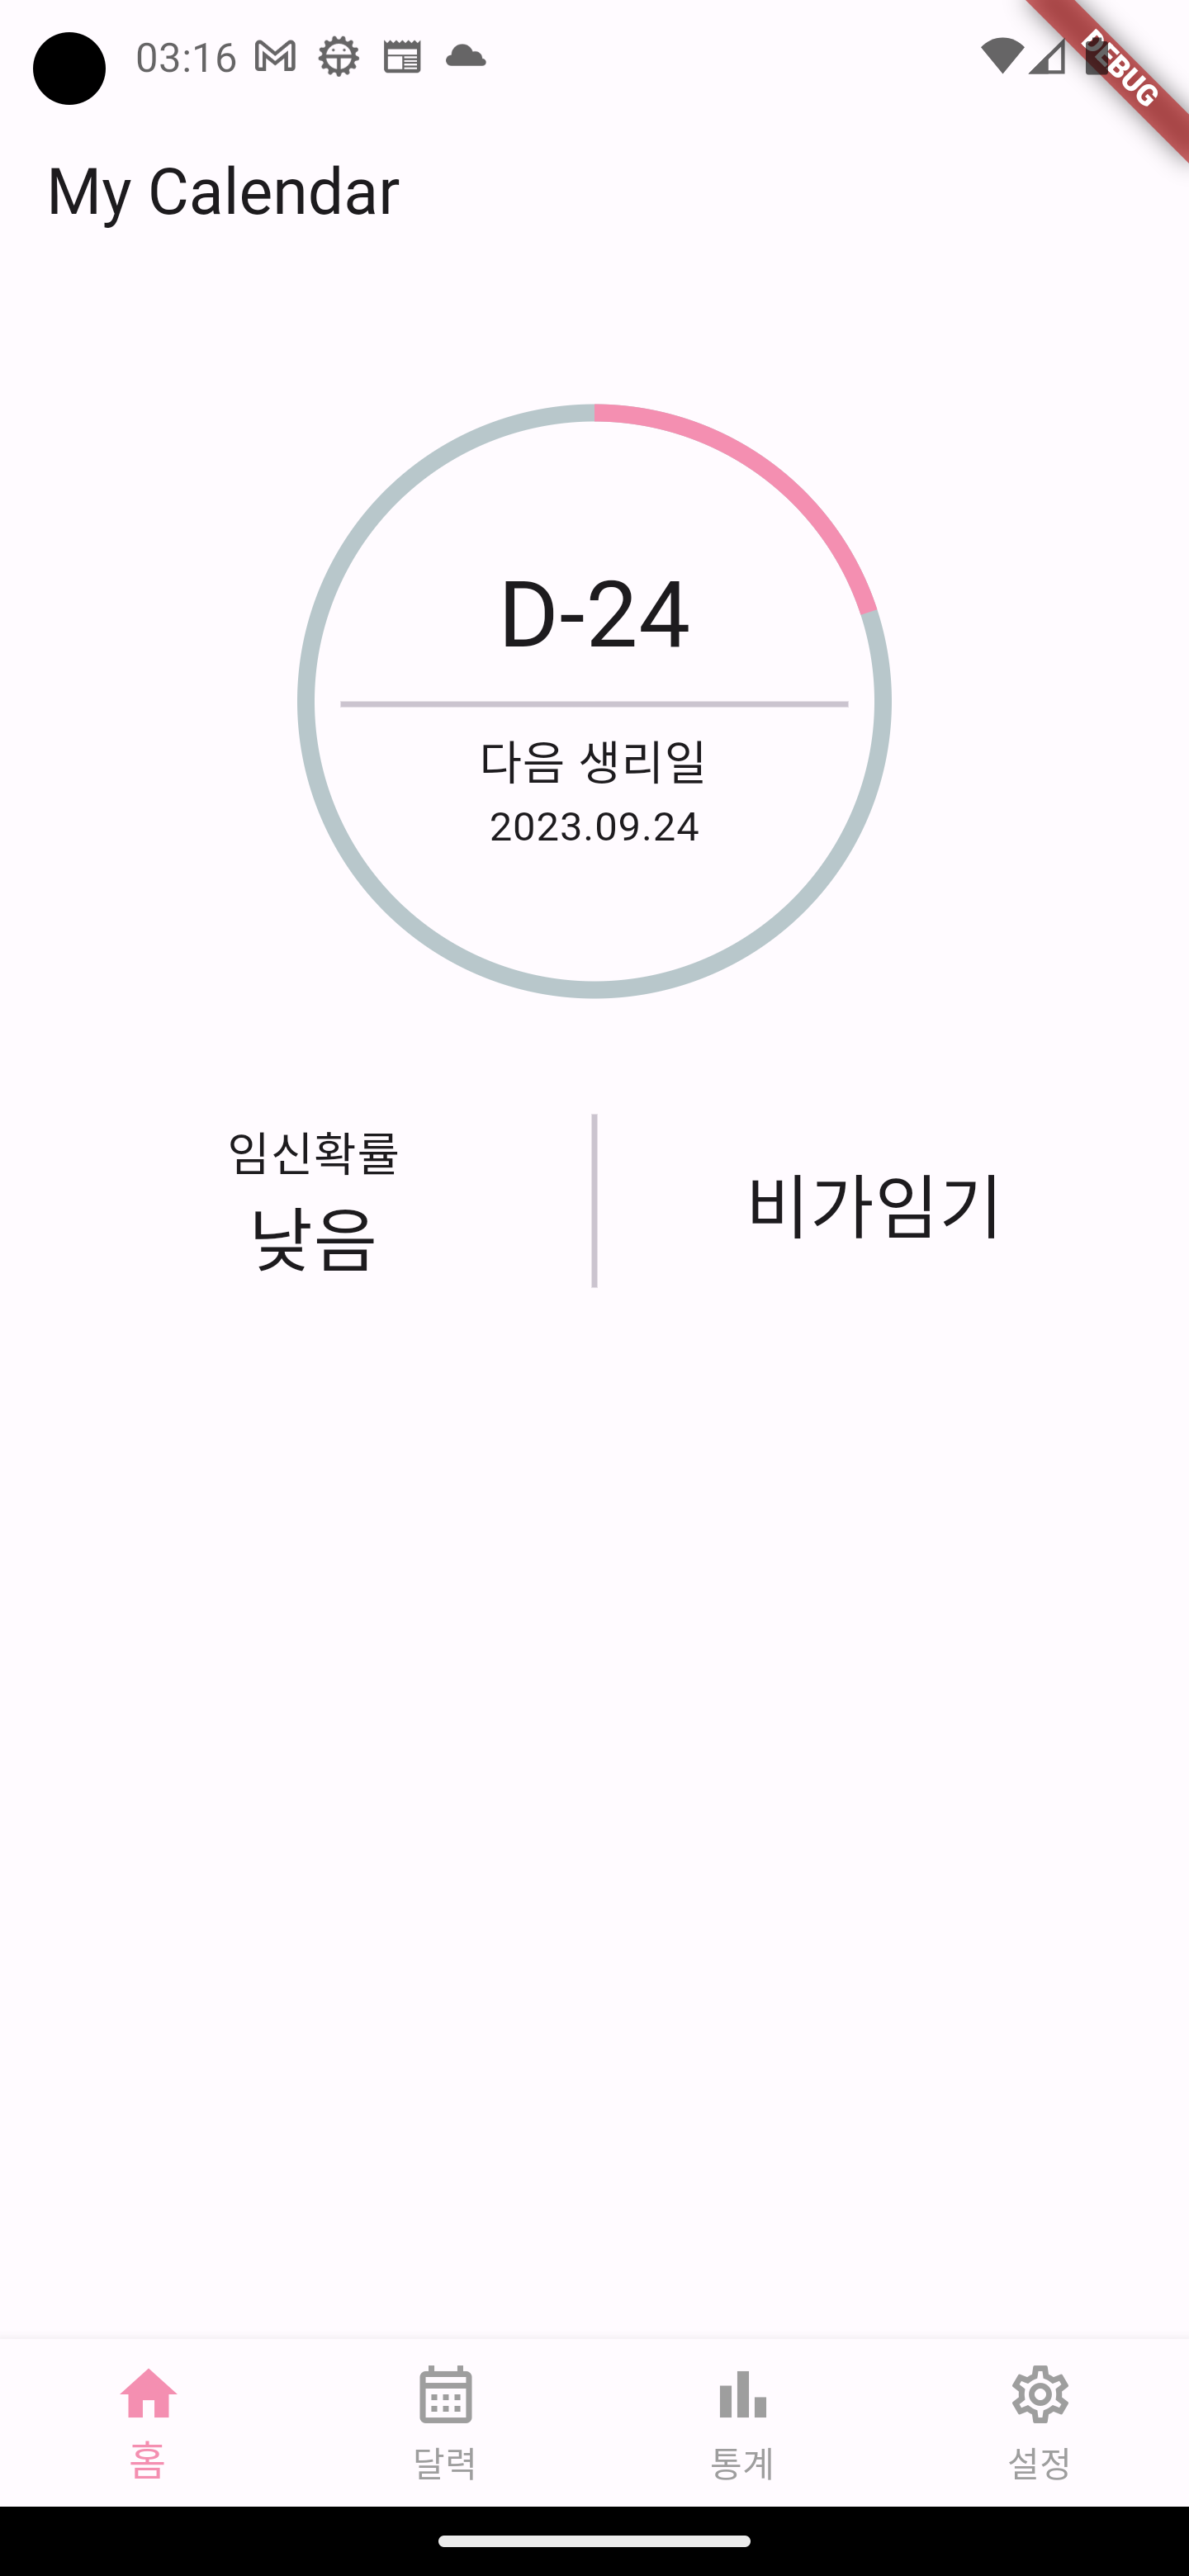 03:16
DEBUG
My Calendar
D-24
다음 생리일
2023.09.24
임신확률
낮음
비가임기
홈
달력
통계
설정